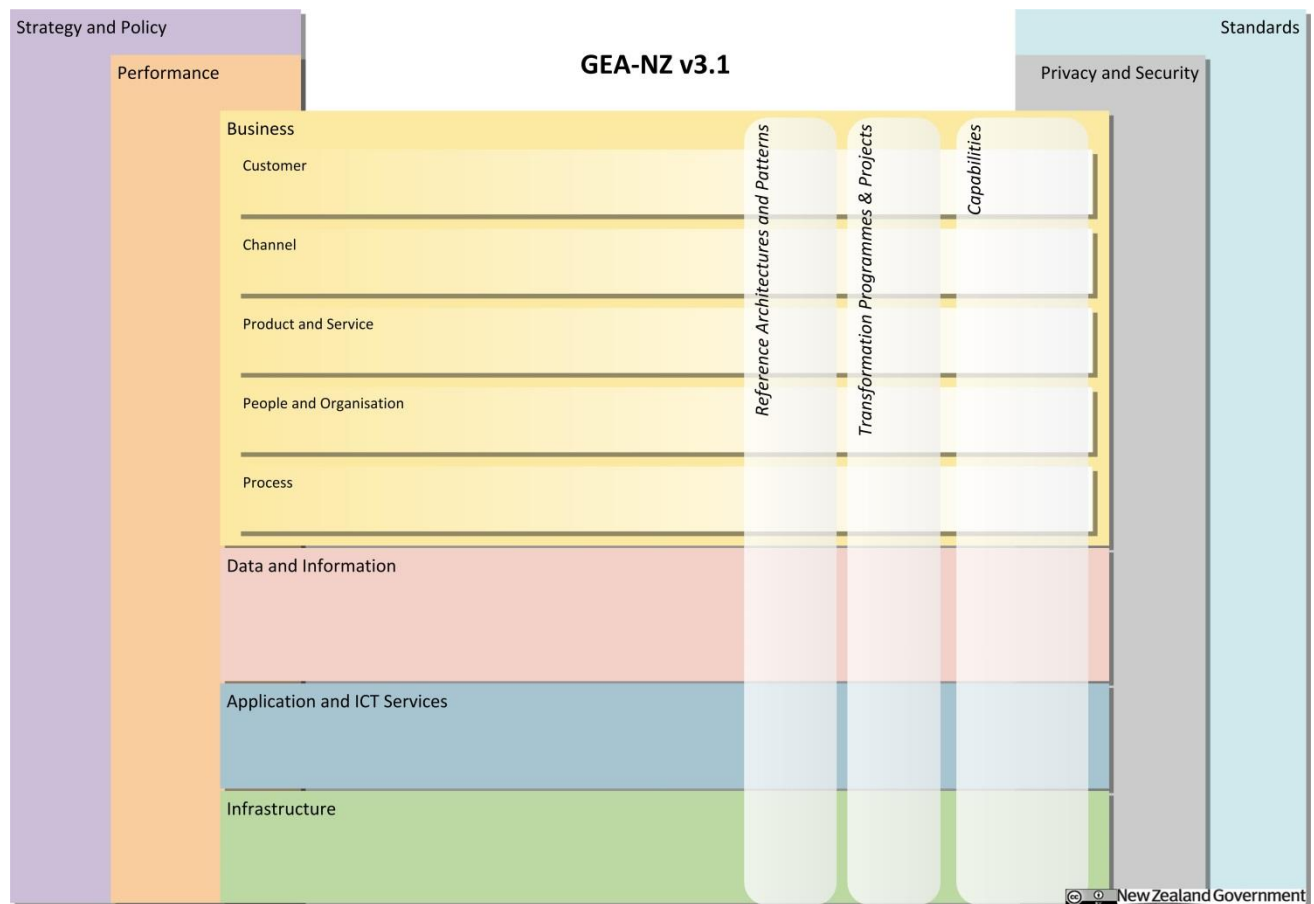 Strategy and Policy
Standards
GEA-NZ v3.1
Performance
Privacy and Security
Business
Reference Architectures and Patterns
Transformation Programmes & Projects
Capabilities
Customer
Channel
Product and Service
People and Organisation
Process
Data and Information
Application and ICT Services
Infrastructure
cc
New Zealand Government